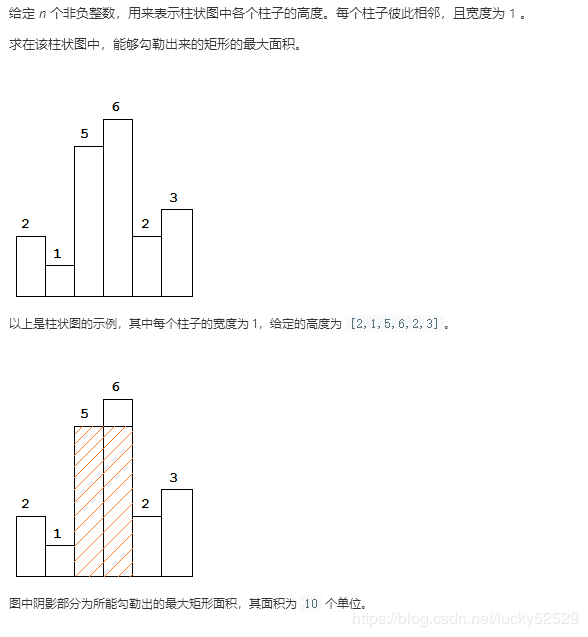 给定 n 个非负整数，用来表示柱状图中各个柱子的高度。每个柱子彼此相邻，且宽度为 1 。
求在该柱状图中，能够勾勒出来的矩形的最大面积。
6
5
3
2
2
1
以上是柱状图的示例，其中每个柱子的宽度为 1，给定的高度为 [2,1,5,6,2,3] 。
6
5
3
2
2
1
图中阴影部分为所能勾勒出的最大矩形面积，其面积为 10 个单位。
https://blog.csdn.net/lucky52529